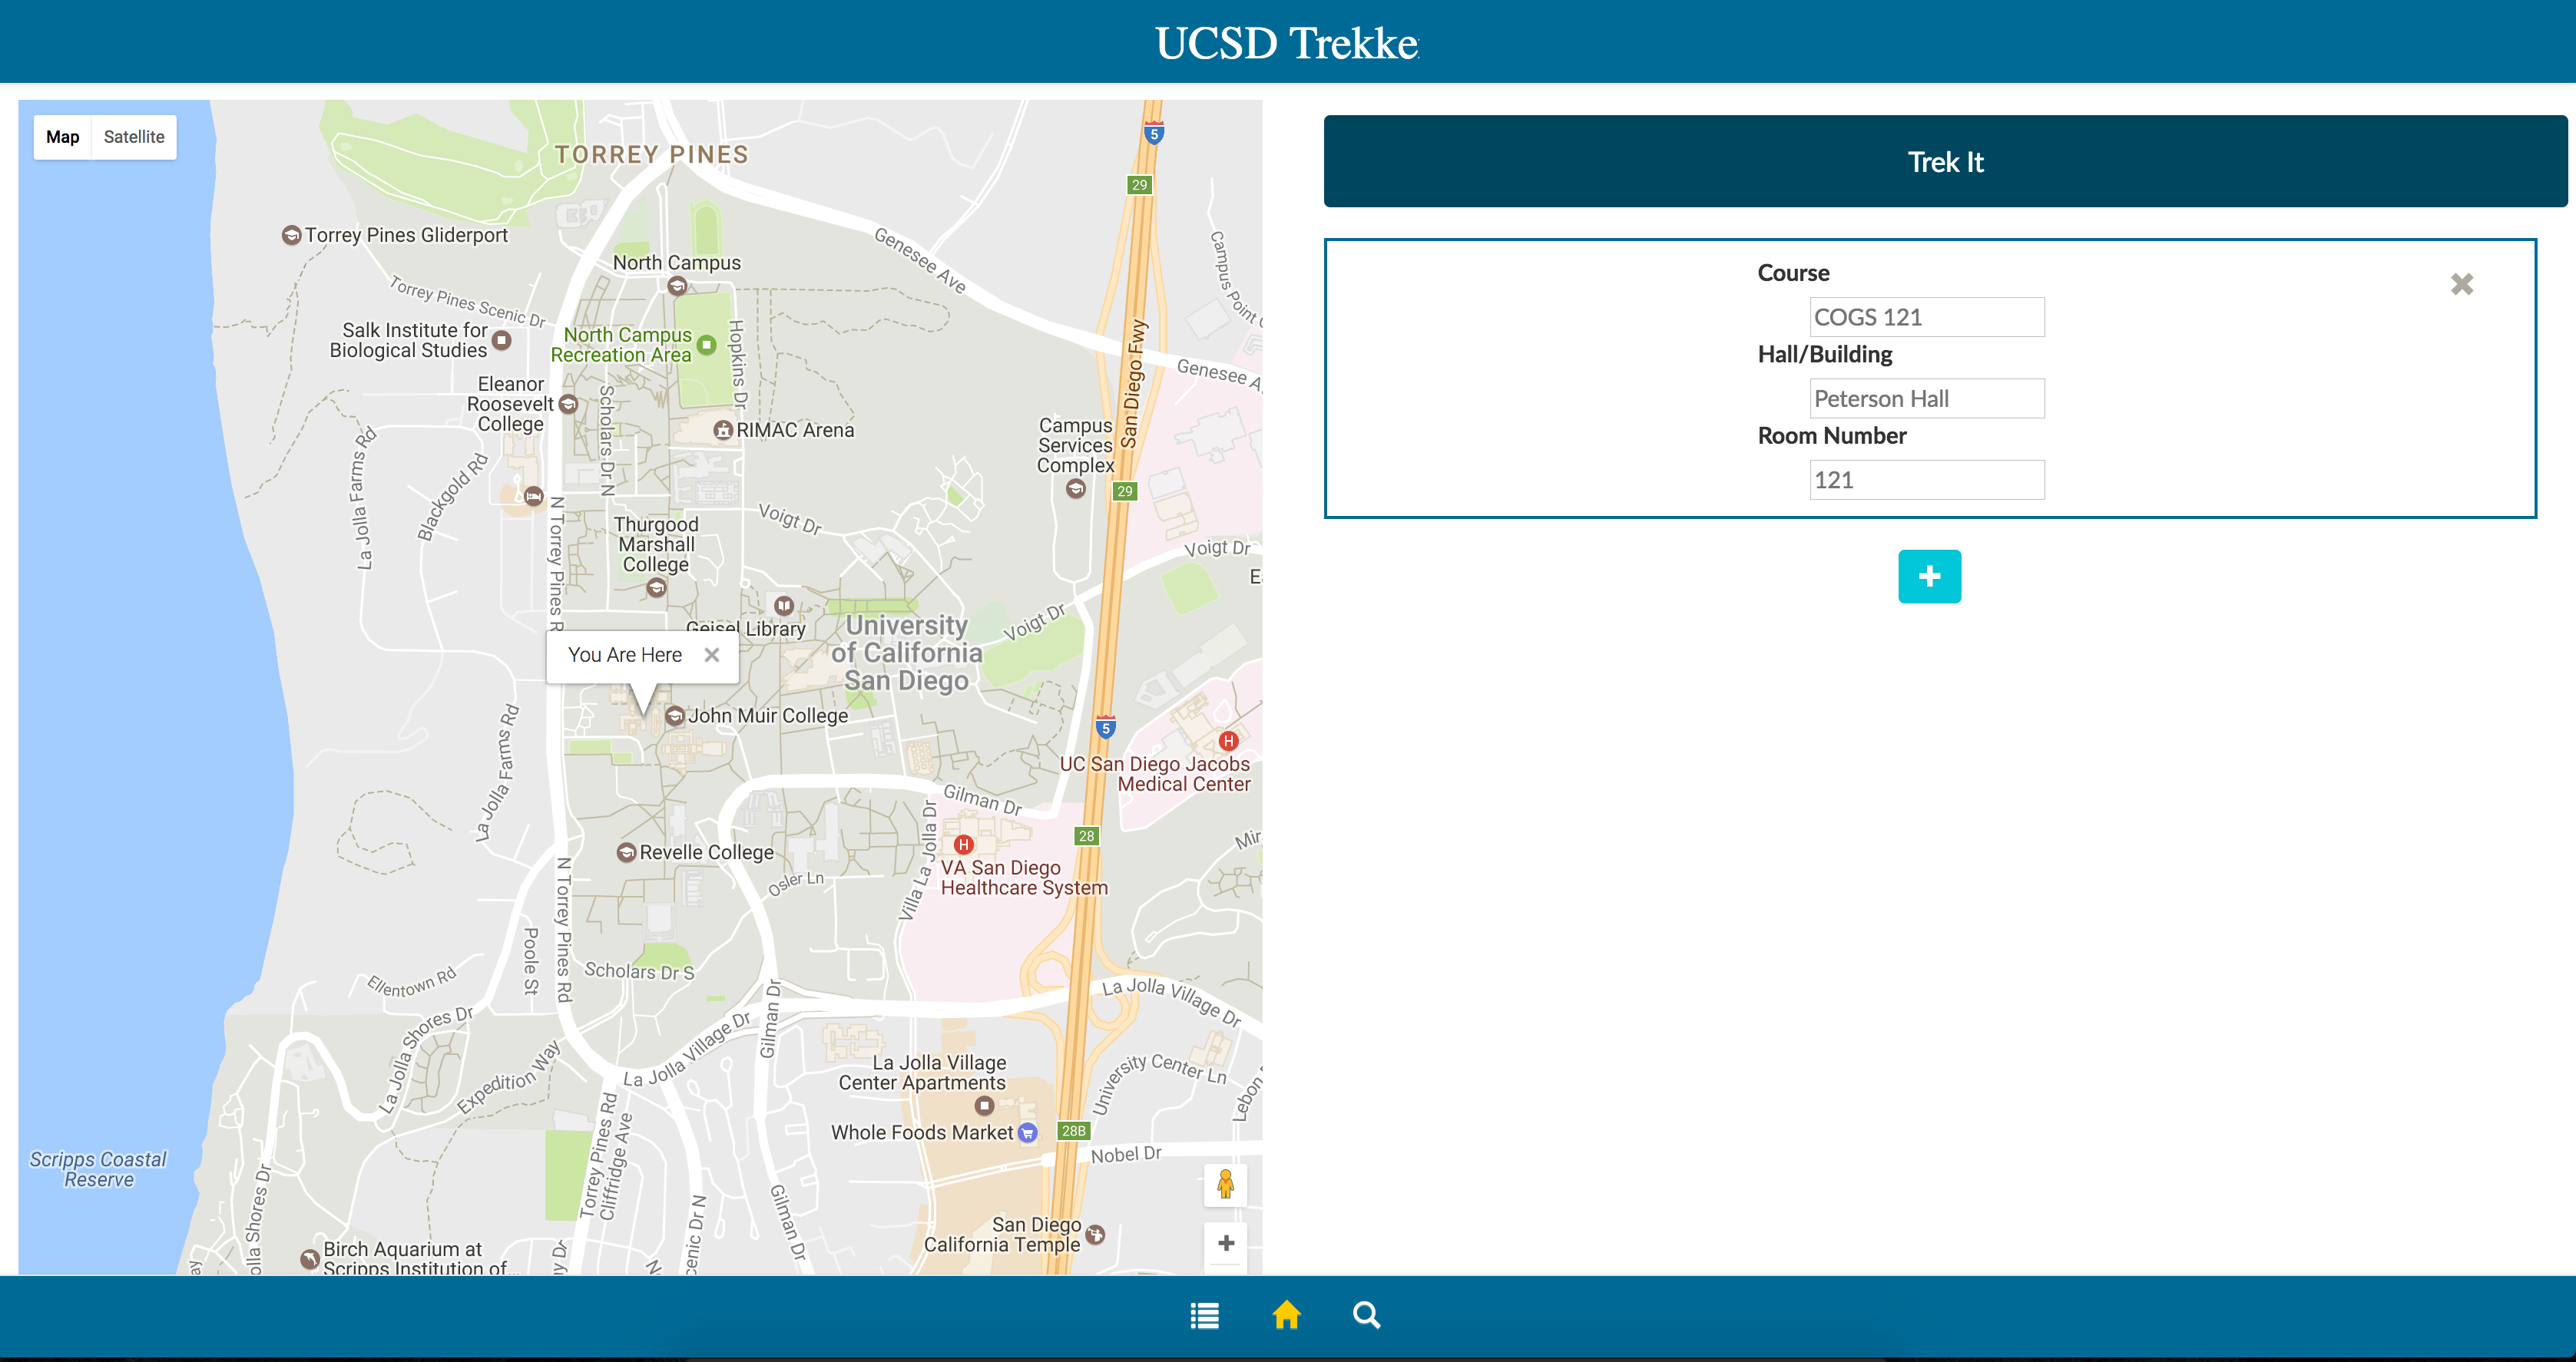 UCSD Trekke
Map
Satellite
TORREY PINES
5
29
Torrey Pines Gliderport
Genesee Ave
Campus Point
North Campus
Torrey Pines Scenic Dr
Salk Institute for
Biological Studies
North Campus
Recreation Area
Hopkins Dr
San Diego Fwy
Genesee A
Eleanor
Roosevelt
College
Scholars Dr N
RIMAC Arena
Campus
Services
Complex
La Jolla Farms Rd
Blackgold Rd
29
N Torrey Pines R
Thurgood
Marshall
College
Voigt Dr
Voigt Dr
Geisel Library
University
of California
San Diego
Voigt Dr
You Are Here
John Muir College
La Jolla Farms Rd
5
H
UC San Diego Jacobs
Medical Center
Gilman Dr
Villa La Jolla Dr
28
H
Mir
Revelle College
VA San Diego
Healthcare System
Osler Ln
N Torrey Pines Rd
Poole St
Scholars Dr S
Ellentown Rd
La Jolla Village Dr
Gilman Dr
La Jolla Shores Dr
Expedition Way
La Jolla Village Dr
La Jolla Village
Center Apartments
University Center Ln
Lebon
Torrey Pines Rd
Cliffridge Ave
Whole Foods Market
28B
Nobel Dr
Scripps Coastal
Reserve
olla Shores Dr
Gilman Dr
cenic Dr N
San Diego
California Temple
Birch Aquarium at
Scripps Institution of...
Trek It
Course
COGS 121
Hall/Building
Peterson Hall
Room Number
121